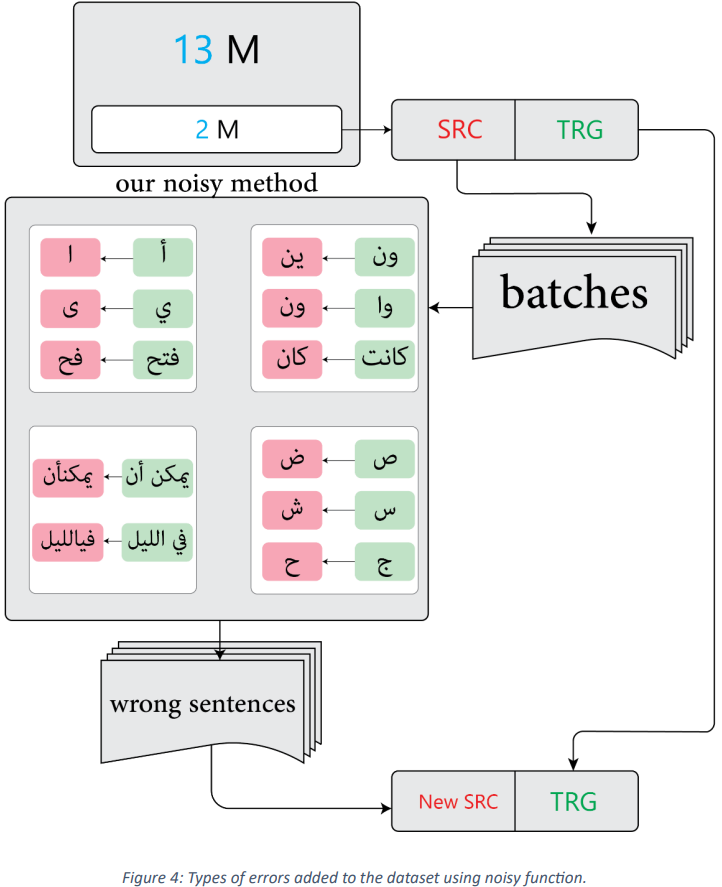 13 M
2 M
SRC
TRG
our noisy method
batches
أ
ا
ي
ى
فتح
فح
ون
ين
وا
ون
كانت
كان
يمكن أن
يمكنأن
في الليل
فيالليل
ص
ض
س
ش
ج
ح
wrong sentences
New SRC
TRG
Figure 4: Types of errors added to the dataset using noisy function.